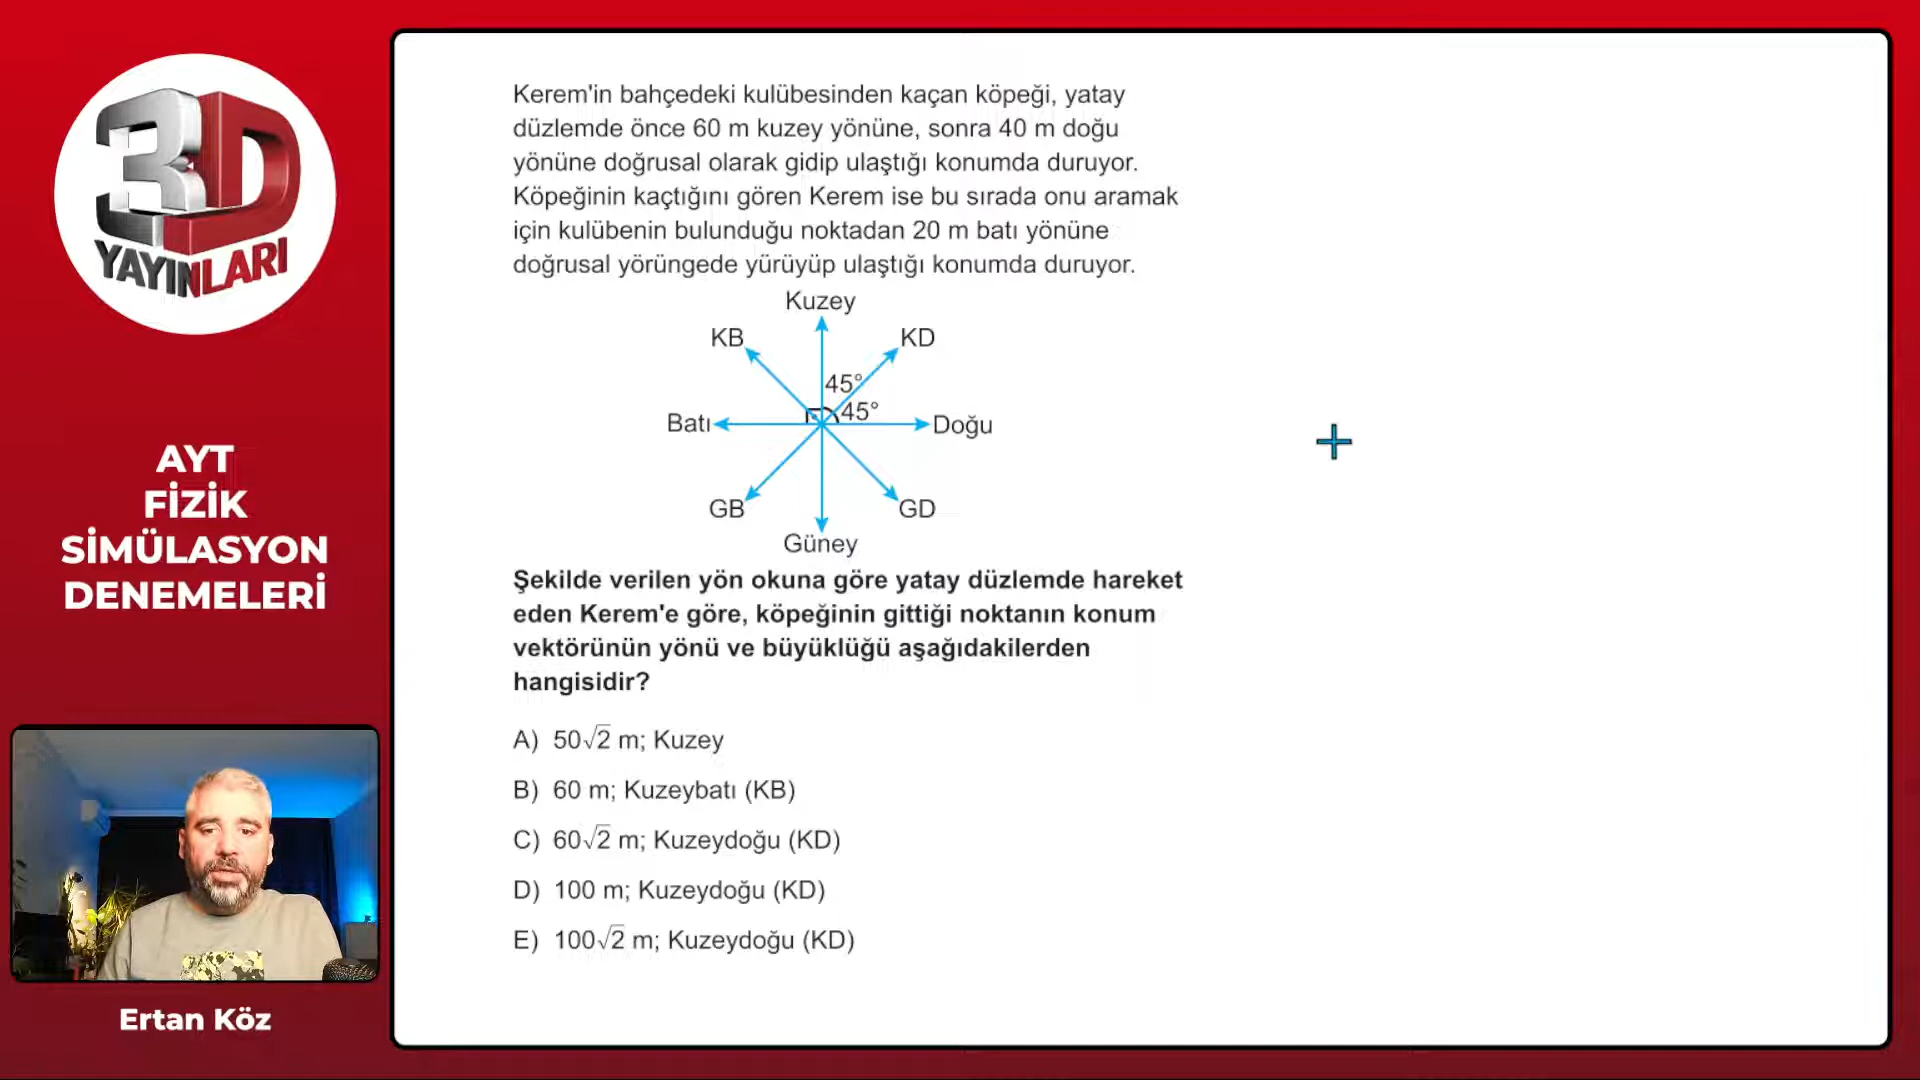 3D
YAYINLARI
AYT
FİZİK
SİMÜLASYON
DENEMELERİ
Ertan Köz
Kerem'in bahçedeki kulübesinden kaçan köpeği, yatay
düzlemde önce 60 m kuzey yönüne, sonra 40 m doğu
yönüne doğrusal olarak gidip ulaştığı konumda duruyor.
Köpeğinin kaçtığını gören Kerem ise bu sırada onu aramak
için kulübenin bulunduğu noktadan 20 m batı yönüne
doğrusal yörüngede yürüyüp ulaştığı konumda duruyor.
Kuzey
KB
KD
45°
45°
Batı
Doğu
GB
GD
Güney
Şekilde verilen yön okuna göre yatay düzlemde hareket
eden Kerem'e göre, köpeğinin gittiği noktanın konum
vektörünün yönü ve büyüklüğü aşağıdakilerden
hangisidir?
A) 50√2 m; Kuzey
B) 60 m; Kuzeybatı (KB)
C) 60√2 m; Kuzeydoğu (KD)
D) 100 m; Kuzeydoğu (KD)
E) 100√2 m; Kuzeydoğu (KD)